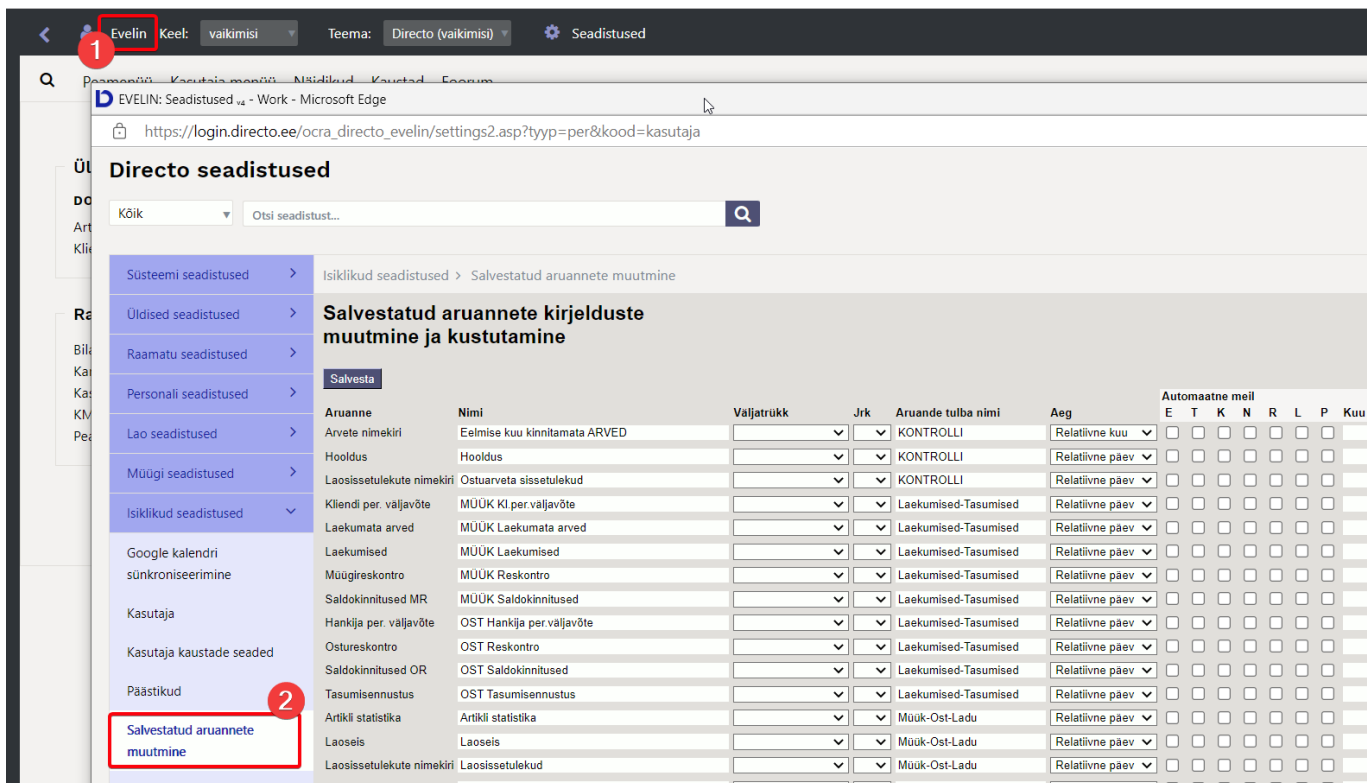 Evelin Keel: vaikimisi Teema: Directo (vaikimisi) Seadistused
1
Peamenüü Kasutaja menüü Näidikud Kaustad Foorum
EVELIN: Seadistused v4 - Work - Microsoft Edge
https://login.directo.ee/ocra_directo_evelin/settings2.asp?tyyp=per&kood=kasutaja
Directo seadistused
Kõik Otsi seadistust...
Süsteemi seadistused
Üldised seadistused
Raamatu seadistused
Personali seadistused
Lao seadistused
Müügi seadistused
Isiklikud seadistused
Google kalendri
sünkroniseerimine
Kasutaja
Kasutaja kaustade seaded
Päästikud
2
Salvestatud aruannete
muutmine
Isiklikud seadistused > Salvestatud aruannete muutmine
Salvestatud aruannete kirjelduste
muutmine ja kustutamine
Salvesta
Automaatne meil
Aruanne Nimi Väljatrükk Jrk Aruande tulba nimi Aeg E T K N R L P Kuu
Arvete nimekiri Eelmise kuu kinnitamata ARVED KONTROLLI Relatiivne kuu
Hooldus Hooldus KONTROLLI Relatiivne päev
Laosissetulekute nimekiri Ostuarveta sissetulekud KONTROLLI Relatiivne päev
Kliendi per. väljavõte MÜÜK Kl.per.väljavõte Laekumised-Tasumised Relatiivne päev
Laekumata arved MÜÜK Laekumata arved Laekumised-Tasumised Relatiivne päev
Laekumised MÜÜK Laekumised Laekumised-Tasumised Relatiivne päev
Müügireskontro MÜÜK Reskontro Laekumised-Tasumised Relatiivne päev
Saldokinnitused MR MÜÜK Saldokinnitused Laekumised-Tasumised Relatiivne päev
Hankija per. väljavõte OST Hankija per.väljavõte Laekumised-Tasumised Relatiivne päev
Ostureskontro OST Reskontro Laekumised-Tasumised Relatiivne päev
Saldokinnitused OR OST Saldokinnitused Laekumised-Tasumised Relatiivne päev
Tasumisennustus OST Tasumisennustus Laekumised-Tasumised Relatiivne päev
Artikli statistika Artikli statistika Müük-Ost-Ladu Relatiivne päev
Laoseis Laoseis Müük-Ost-Ladu Relatiivne päev
Laosissetulekute nimekiri Laosissetulekud Müük-Ost-Ladu Relatiivne päev